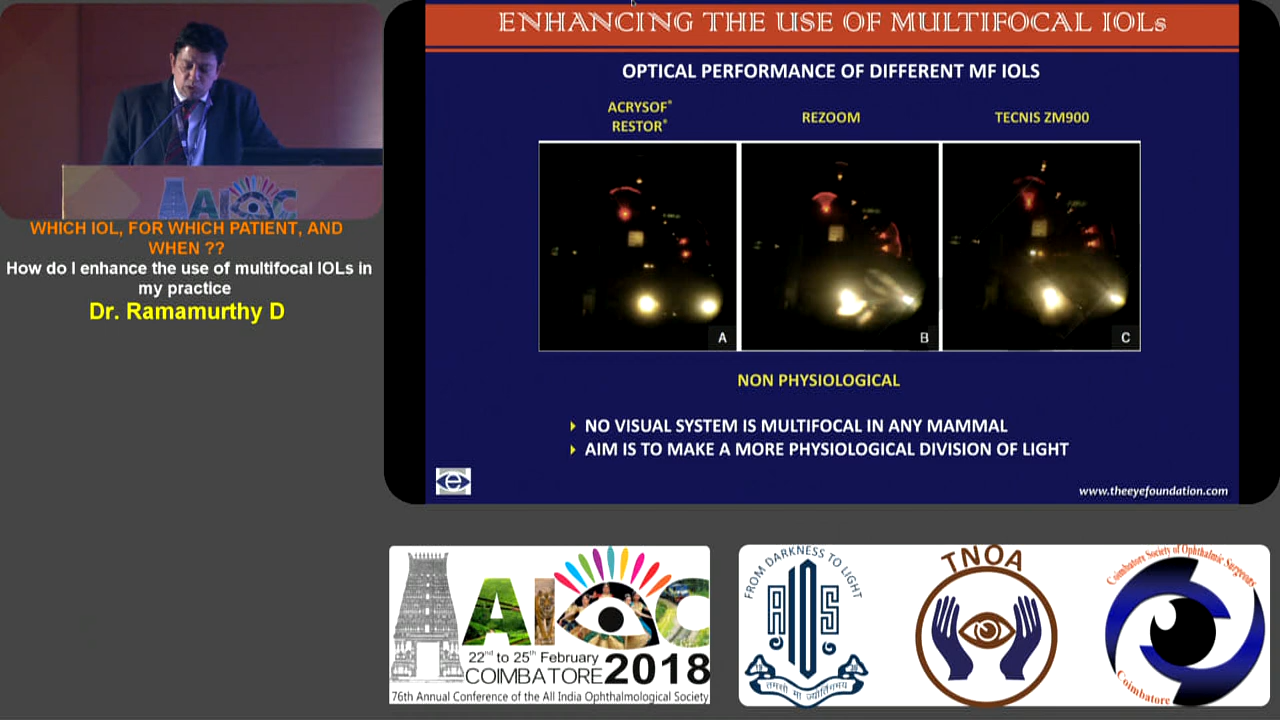 AIOC
WHICH IOL, FOR WHICH PATIENT, AND
WHEN ??
How do I enhance the use of multifocal IOLs in
my practice
Dr. Ramamurthy D
ENHANCING THE USE OF MULTIFOCAL IOLs
OPTICAL PERFORMANCE OF DIFFERENT MF IOLS
ACRYSOF®
RESTOR®
REZOOM
TECNIS ZM900
A
B
C
NON PHYSIOLOGICAL
NO VISUAL SYSTEM IS MULTIFOCAL IN ANY MAMMAL
AIM IS TO MAKE A MORE PHYSIOLOGICAL DIVISION OF LIGHT
e
www.theeyefoundation.com
AIOC
22nd to 25th February
COIMBATORE 2018
76th Annual Conference of the All India Ophthalmological Society
FROM DARKNESS TO LIGHT
AIOS
तमसो मा ज्योतिर्गमय
TNOA
Coimbatore Society of Ophthalmic Surgeons
Coimbatore